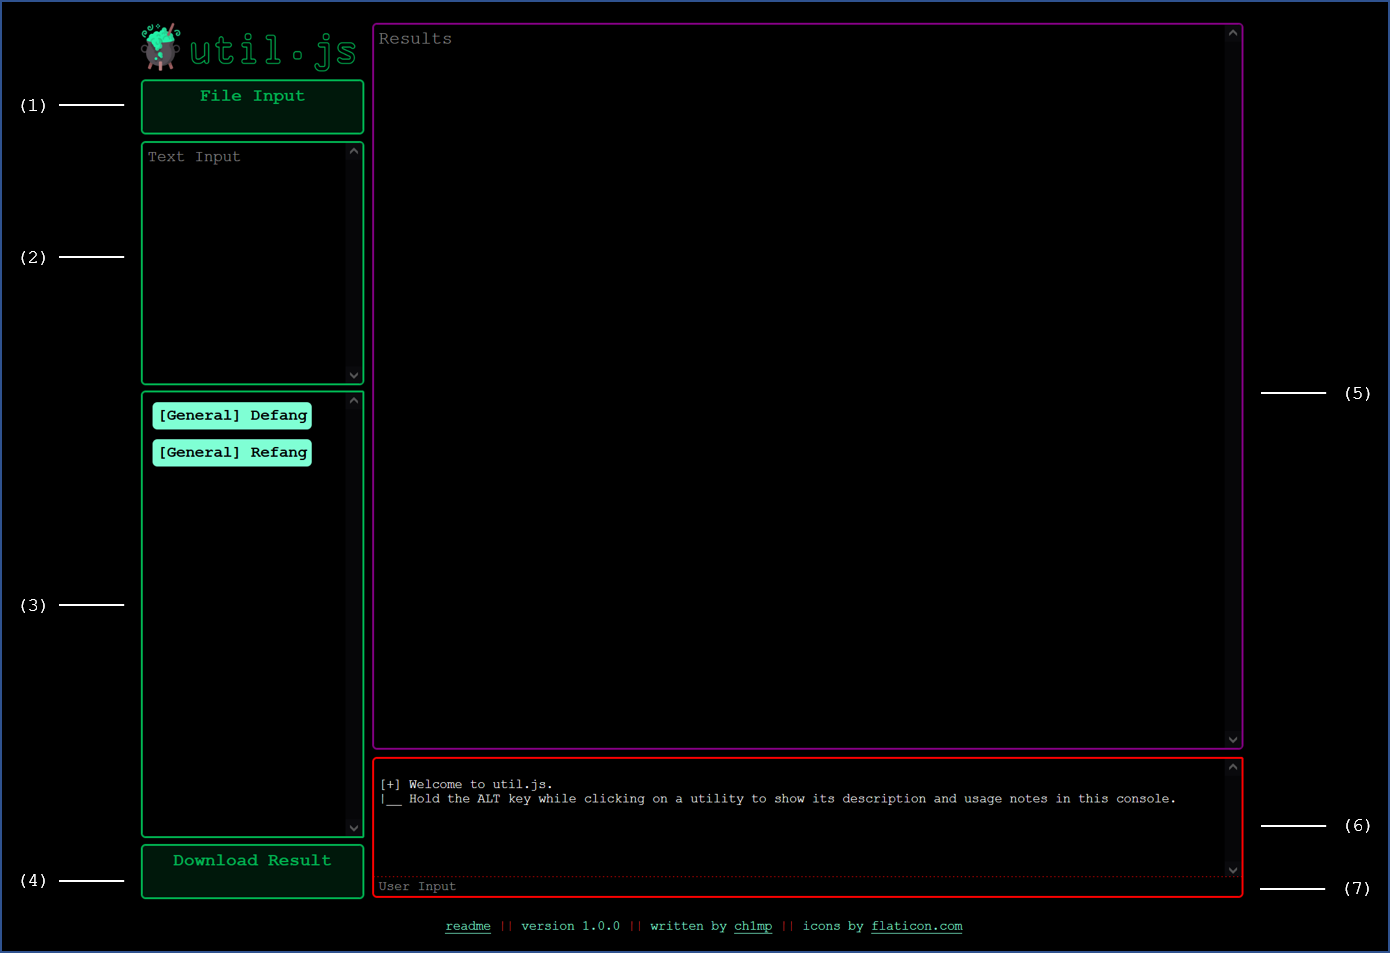 util.js
(1)
File Input
(2)
Text Input
(3)
[General] Defang
[General] Refang
(4)
Download Result
Results
(5)
[+] Welcome to util.js.
|__ Hold the ALT key while clicking on a utility to show its description and usage notes in this console.
(6)
User Input
(7)
readme || version 1.0.0 || written by ch1mp || icons by flaticon.com